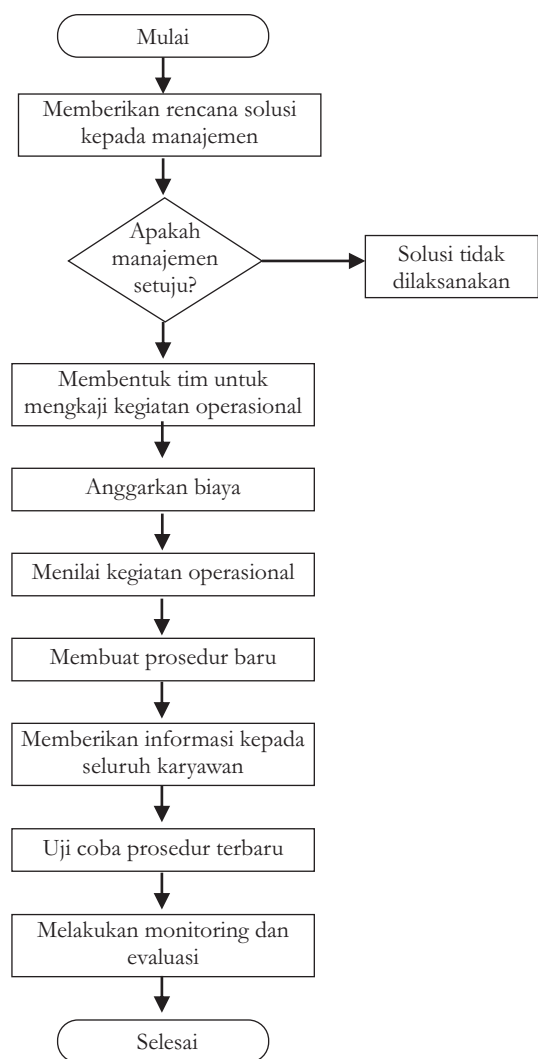 Mulai
Memberikan rencana solusi
kepada manajemen
Apakah
manajemen
setuju?
Solusi tidak
dilaksanakan
Membentuk tim untuk
mengkaji kegiatan operasional
Anggarkan biaya
Menilai kegiatan operasional
Membuat prosedur baru
Memberikan informasi kepada
seluruh karyawan
Uji coba prosedur terbaru
Melakukan monitoring dan
evaluasi
Selesai